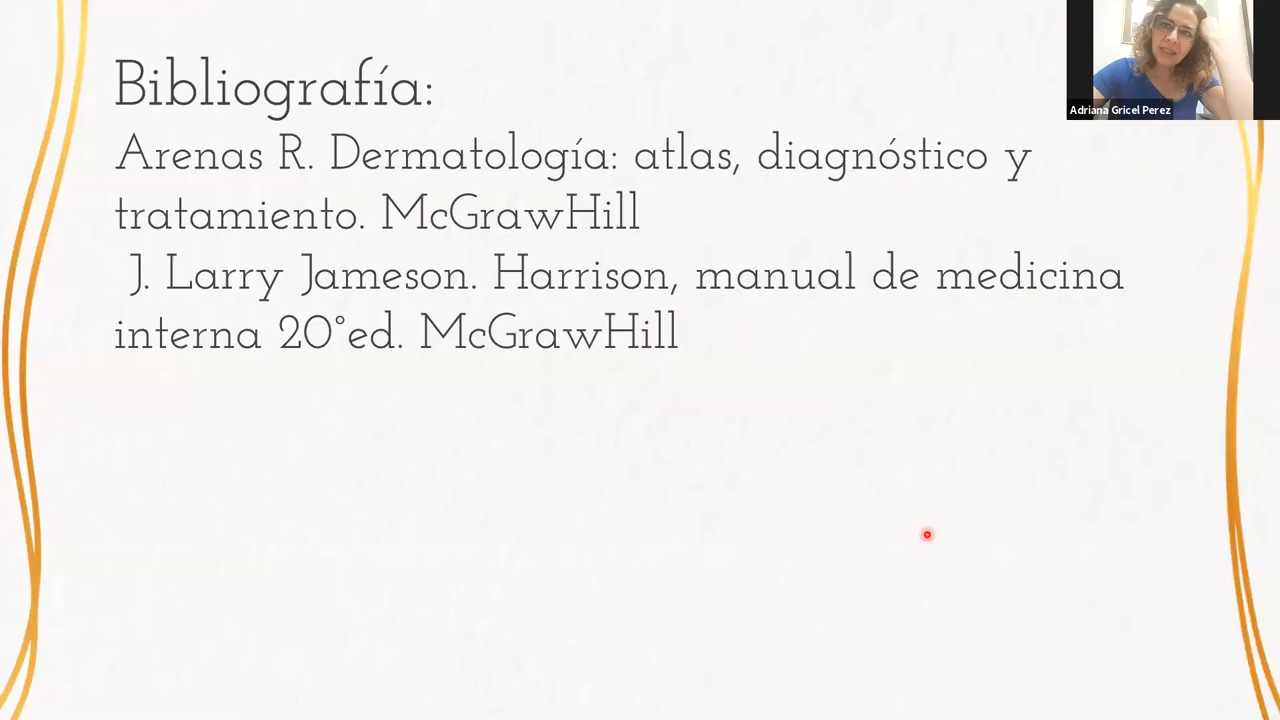 Bibliografía:
Arenas R. Dermatología: atlas, diagnóstico y
tratamiento. McGrawHill
J. Larry Jameson. Harrison, manual de medicina
interna 20°ed. McGrawHill
Adriana Gricel Perez